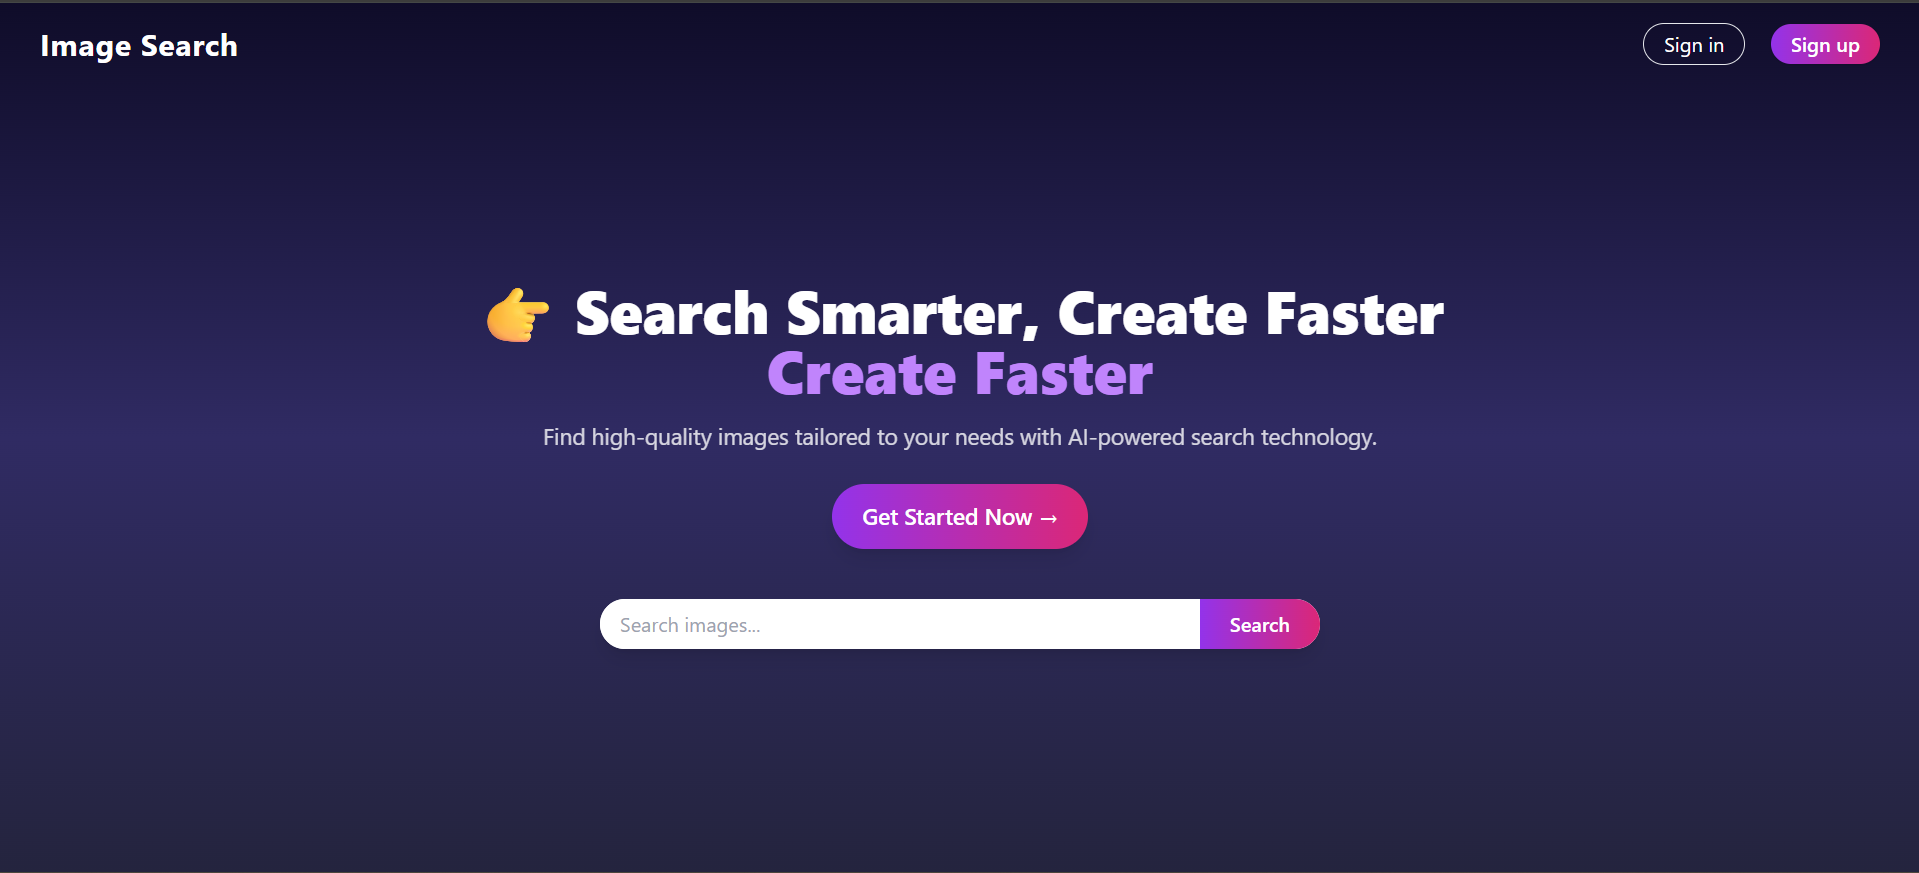 Image Search
Sign in
Sign up
👉 Search Smarter, Create Faster
Create Faster
Find high-quality images tailored to your needs with AI-powered search technology.
Get Started Now →
Search images...
Search